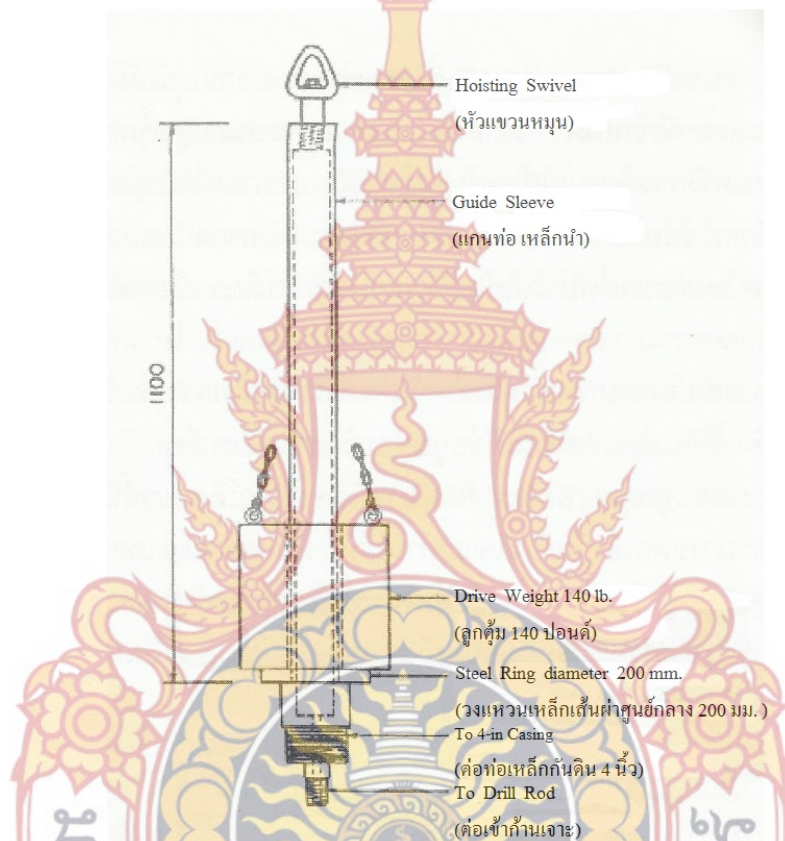 Hoisting Swivel
(หัวแขวนหมุน)
Guide Sleeve
(แกนท่อ เหล็กนำ)
1100
Drive Weight 140 lb.
(ลูกตุ้ม 140 ปอนด์)
Steel Ring diameter 200 mm.
(วงแหวนเหล็กเส้นผ่าศูนย์กลาง 200 มม. )
To 4-in Casing
(ต่อท่อเหล็กกันดิน 4 นิ้ว)
To Drill Rod
(ต่อเข้าก้านเจาะ)